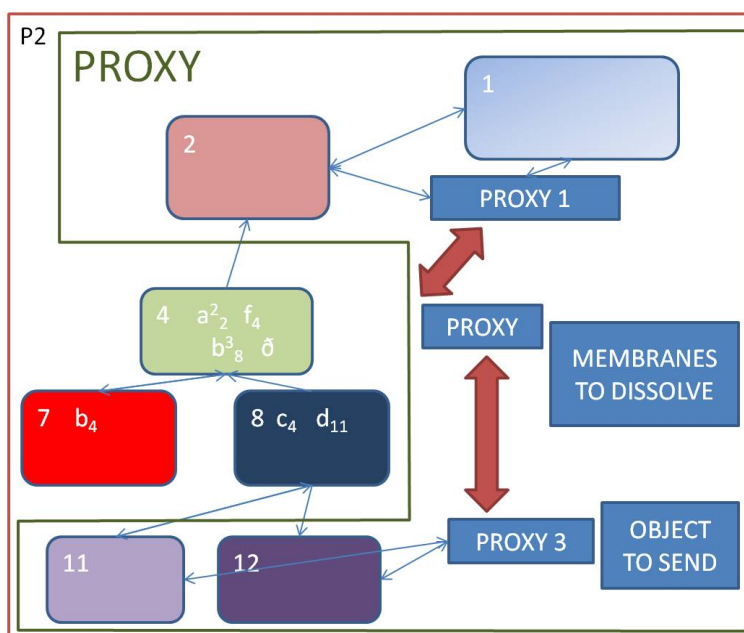 P2
PROXY
1
2
PROXY 1
4 a²₂ f₄
b³₈ ð
PROXY
MEMBRANES
TO DISSOLVE
7 b₄
8 c₄ d₁₁
PROXY 3
OBJECT
TO SEND
11
12